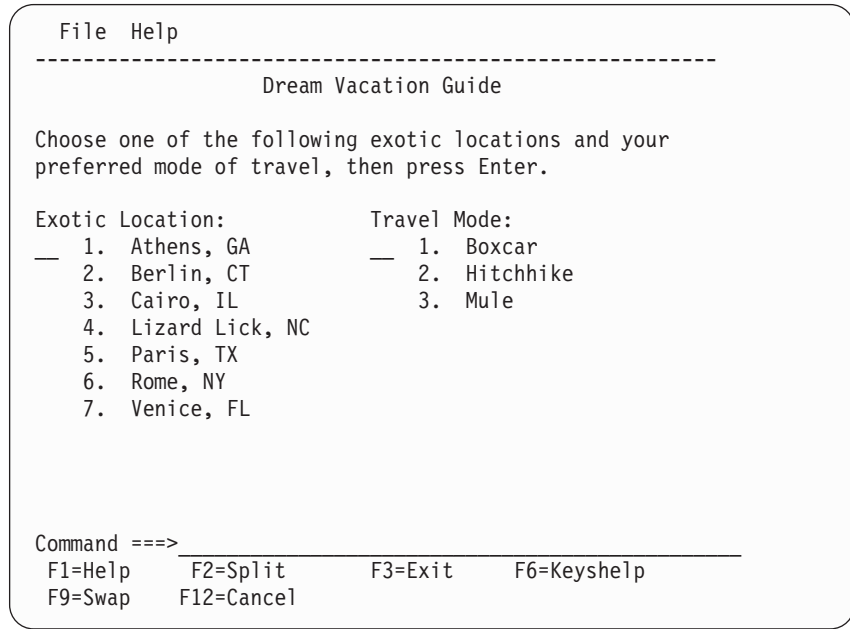 File Help
---------------------------------------------------------
Dream Vacation Guide
Choose one of the following exotic locations and your
preferred mode of travel, then press Enter.
Exotic Location: Travel Mode:
__ 1. Athens, GA __ 1. Boxcar
2. Berlin, CT 2. Hitchhike
3. Cairo, IL 3. Mule
4. Lizard Lick, NC
5. Paris, TX
6. Rome, NY
7. Venice, FL
Command ===>_______________________________________________
F1=Help F2=Split F3=Exit F6=Keyshelp
F9=Swap F12=Cancel